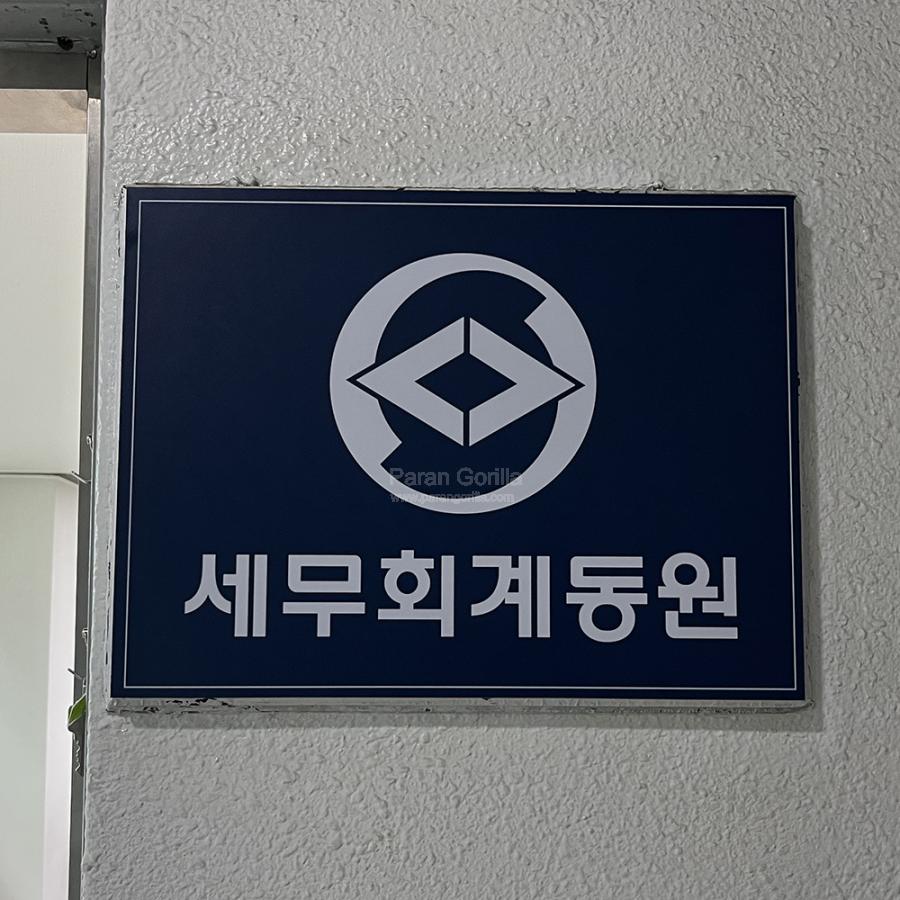 Paran Gorilla
www.parangorilla.com
세무회계동원